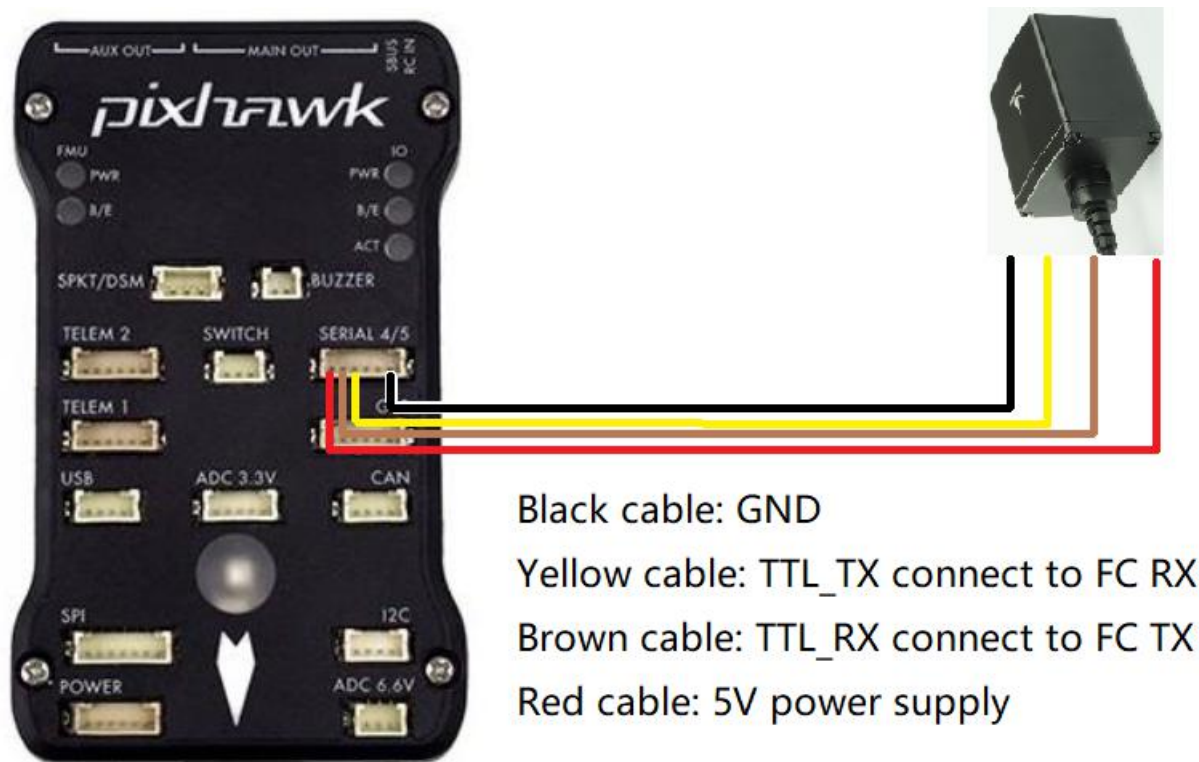 AUX OUT MAIN OUT SBUS
RC IN
pixhawk
FMU IO
PWR PWR
B/E B/E
ACT
SPKT/DSM BUZZER
TELEM 2 SWITCH SERIAL 4/5
TELEM 1
USB ADC 3.3V CAN
Black cable: GND
Yellow cable: TTL_TX connect to FC RX
Brown cable: TTL_RX connect to FC TX
Red cable: 5V power supply
SPI I2C
POWER ADC 6.6V